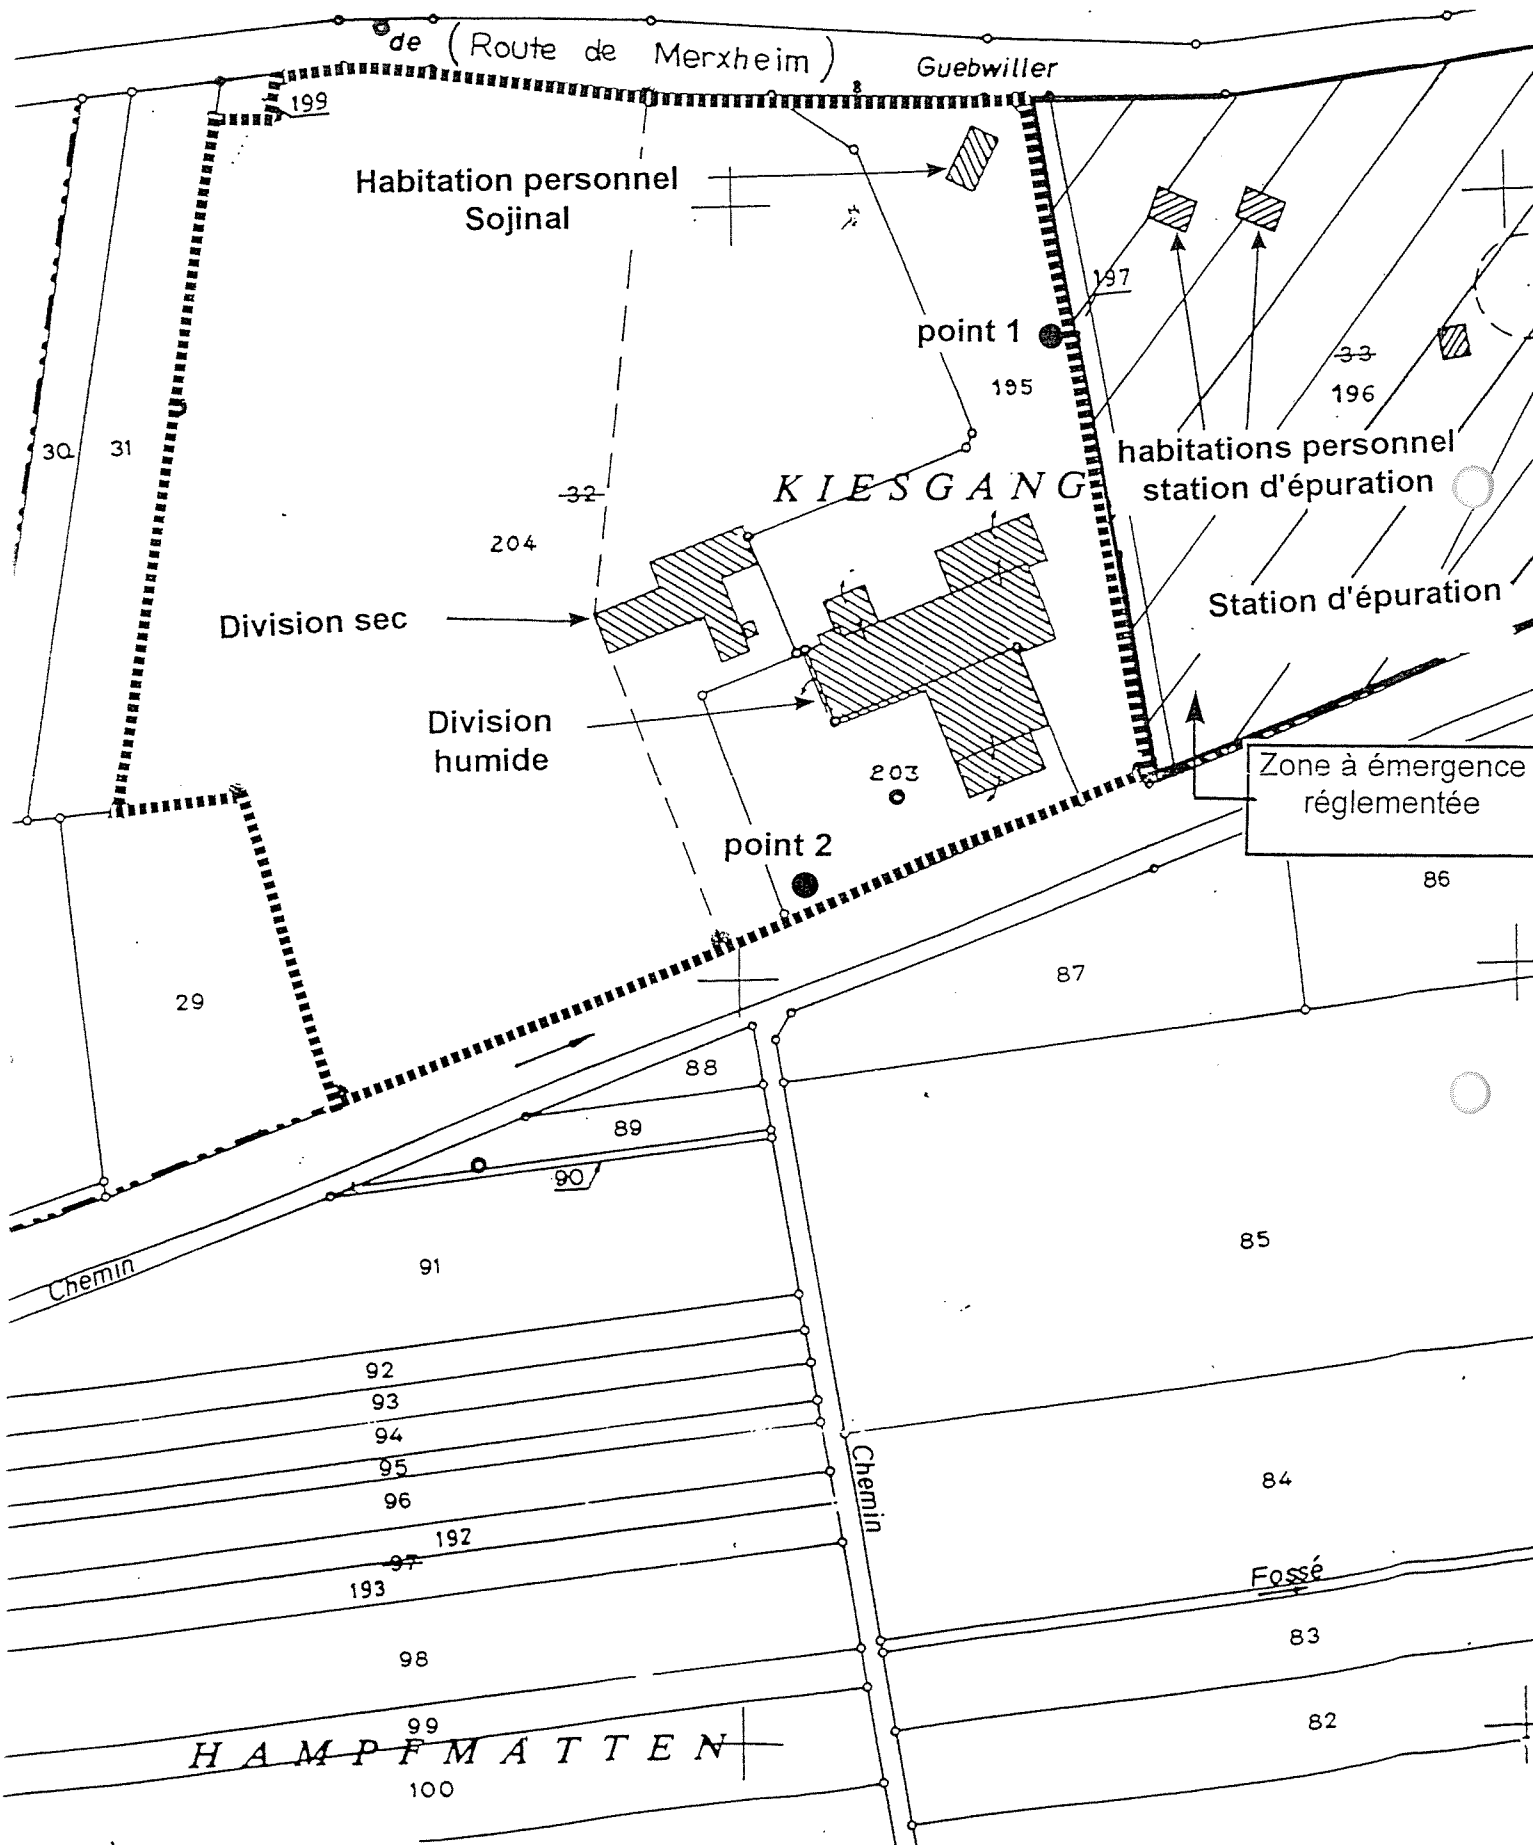 de (Route de Merxheim)
Guebwiller
8
199
Habitation personnel
Sojinal
197
point 1
195
33
196
30
31
habitations personnel
station d'épuration
KIESGANG
32
204
Station d'épuration
Division sec
Division
humide
203
Zone à émergence
réglementée
point 2
86
87
29
88
89
90
85
91
Chemin
92
93
94
95
96
Chemin
84
192
97
193
Fossé
83
98
82
99
HAMPFMATTEN
100